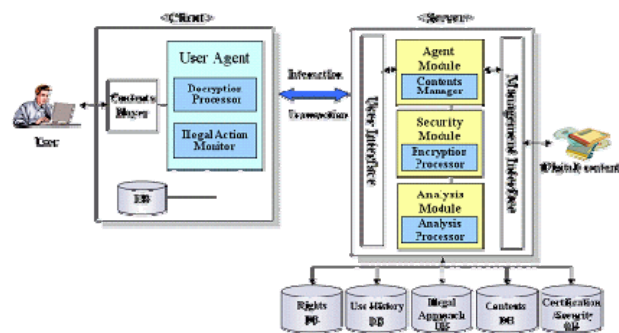 <Client>
<Server>
User Agent
Decryption
Processor
Illegal Action
Monitor
Contents
Player
User
DB
Interaction
User Interface
Agent
Module
Contents
Manager
Security
Module
Encryption
Processor
Analysis
Module
Analysis
Processor
Management Interface
content
Rights
DB
Use History
DB
Illegal
Approach
DB
Contents
DB
Certification
/Security
DB